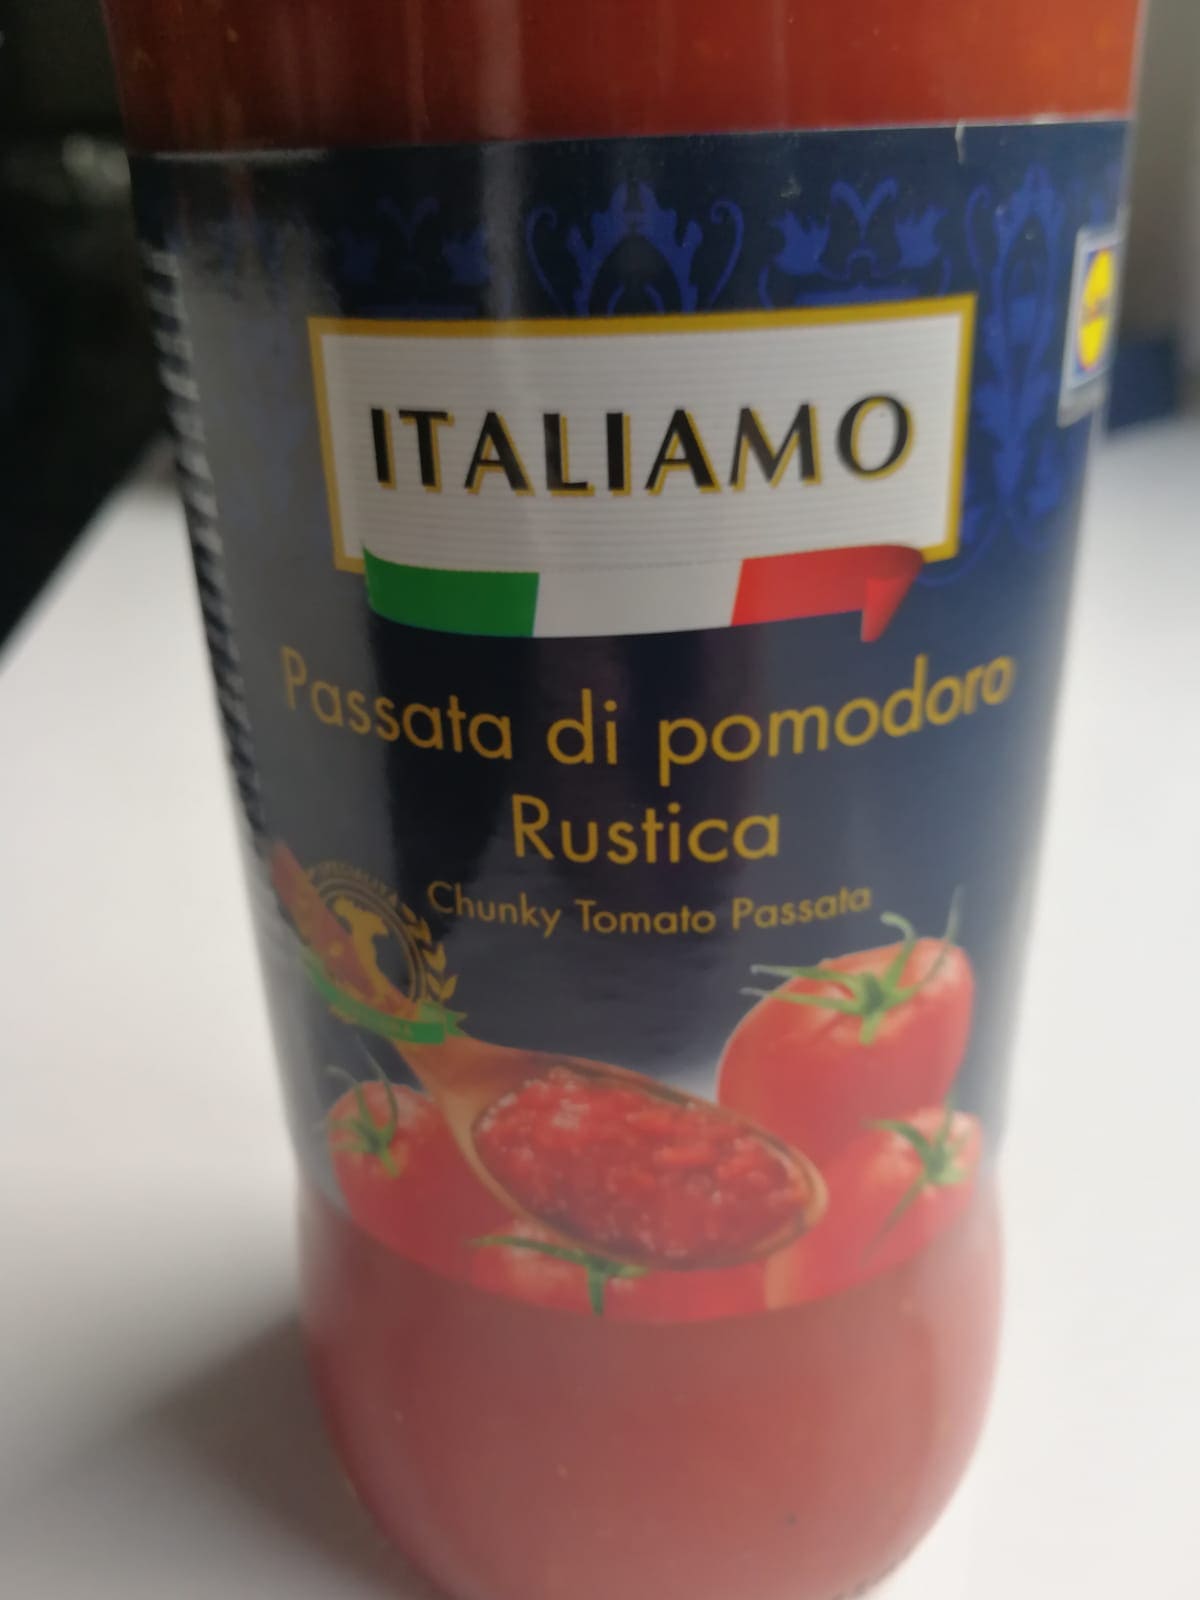 ITALIAMO
Passata di pomodoro
Rustica
Chunky Tomato Passata